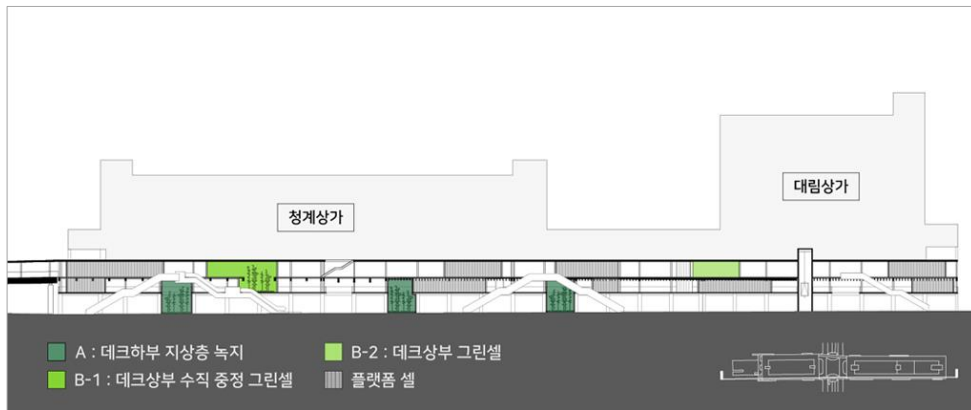 청계상가
대림상가
A : 데크하부 지상층 녹지
B-2 : 데크상부 그린셀
B-1 : 데크상부 수직 중정 그린셀
플랫폼 셀